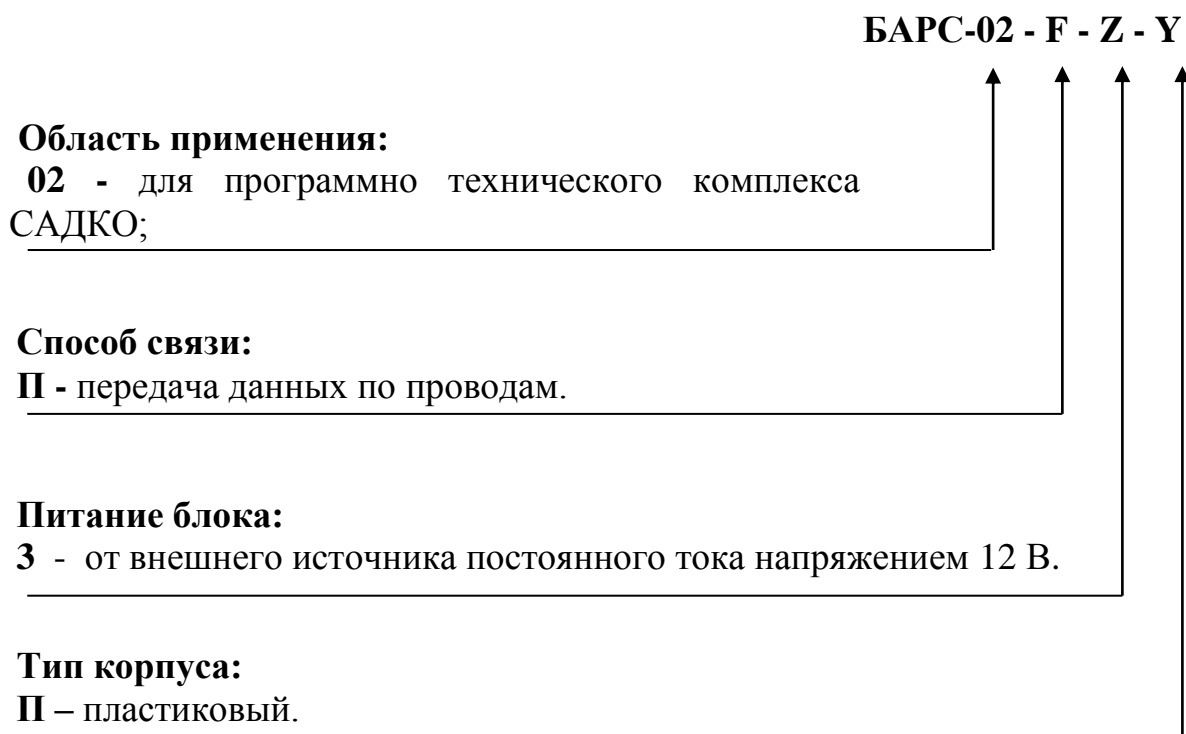 БАРС-02 - F - Z - Y
Область применения:
02 - для программно технического комплекса
САДКО;
Способ связи:
П - передача данных по проводам.
Питание блока:
3 - от внешнего источника постоянного тока напряжением 12 В.
Тип корпуса:
П – пластиковый.